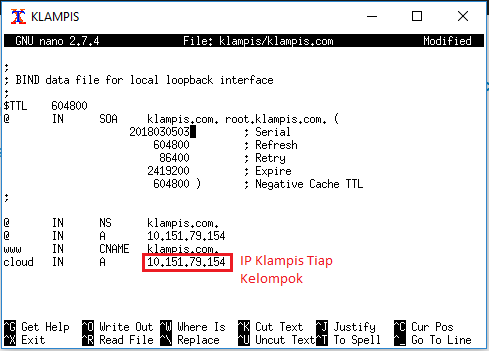 KLAMPIS
GNU nano 2.7.4 File: klampis/klampis.com Modified
;
; BIND data file for local loopback interface
;
$TTL 604800
@ IN SOA klampis.com. root.klampis.com. (
2018030503 ; Serial
604800 ; Refresh
86400 ; Retry
2419200 ; Expire
604800 ) ; Negative Cache TTL
;
@ IN NS klampis.com.
@ IN A 10.151.79.154
www IN CNAME klampis.com.
cloud IN A 10.151.79.154
IP Klampis Tiap
Kelompok
^G Get Help ^O Write Out ^W Where Is ^K Cut Text ^J Justify ^C Cur Pos
^X Exit ^R Read File ^\ Replace ^U Uncut Text ^T To Spell ^_ Go To Line